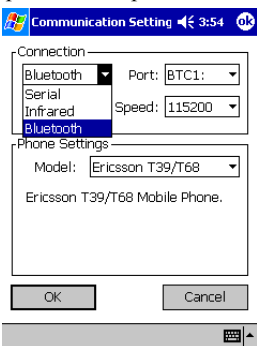 Communication Setting 3:54 ok
Connection
Bluetooth Port: BTC1:
Serial
Infrared Speed: 115200
Bluetooth
Phone Settings
Model: Ericsson T39/T68
Ericsson T39/T68 Mobile Phone.
OK Cancel